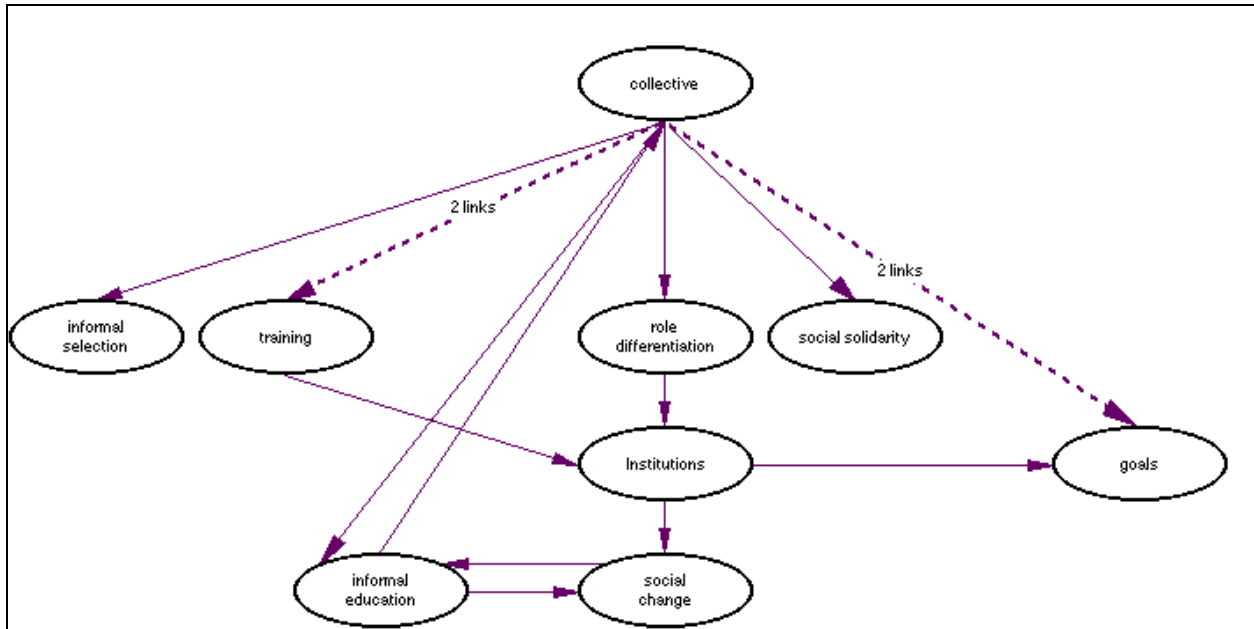 collective
2 links
2 links
informal
selection
training
role
differentiation
social solidarity
Institutions
goals
informal
education
social
change